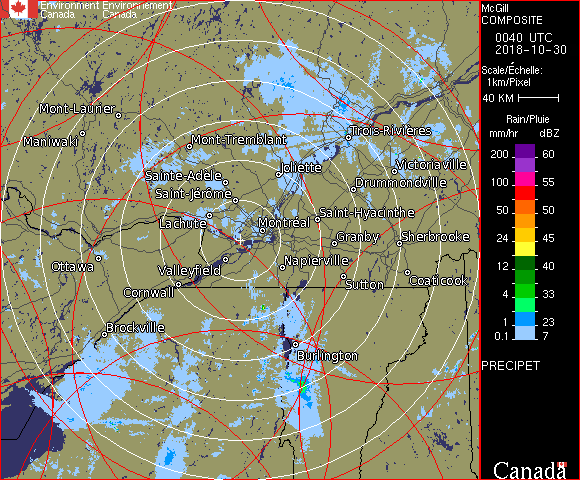 Environment Environnement
Canada Canada
McGill
COMPOSITE
0040 UTC
2018-10-30
Scale/Échelle:
1km/Pixel
40 KM
Rain/Pluie
mm/hr dBZ
200 60
100 55
50 50
24 45
12 40
4 33
1 23
0.1 7
PRECIPET
Canada
Mont-Laurier
Maniwaki
Mont-Tremblant
Trois-Rivières
Sainte-Adèle
Joliette
Victoriaville
Saint-Jérôme
Drummondville
Lachute
Montréal
Saint-Hyacinthe
Granby
Sherbrooke
Ottawa
Valleyfield
Napierville
Cornwall
Sutton
Coaticook
Brockville
Burlington